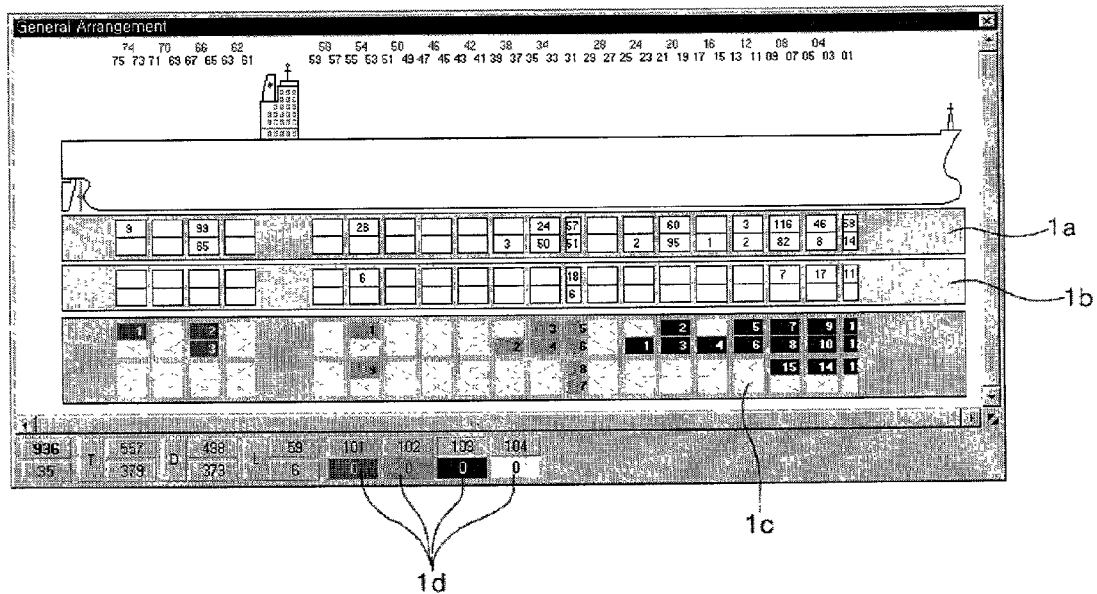 General Arrangement
74 70 66 62 58 54 50 46 42 38 34 28 24 20 16 12 08 04
75 73 71 69 67 65 63 61 59 57 55 53 51 49 47 45 43 41 39 37 35 33 31 29 27 25 23 21 19 17 15 13 11 09 07 05 03 01
9 99 28 24 57 60 3 116 46 58
65 3 50 51 2 95 1 2 82 8 14
1a
6 18 7 17 11
6
1b
1 2 1 3 5 2 5 7 9 1
3 2 4 6 1 3 4 6 8 10 1
9 8 15 14 1
7
936 T 557 D 498 L 59 101 102 103 104
35 379 373 6 0 0 0 0
1c
1d